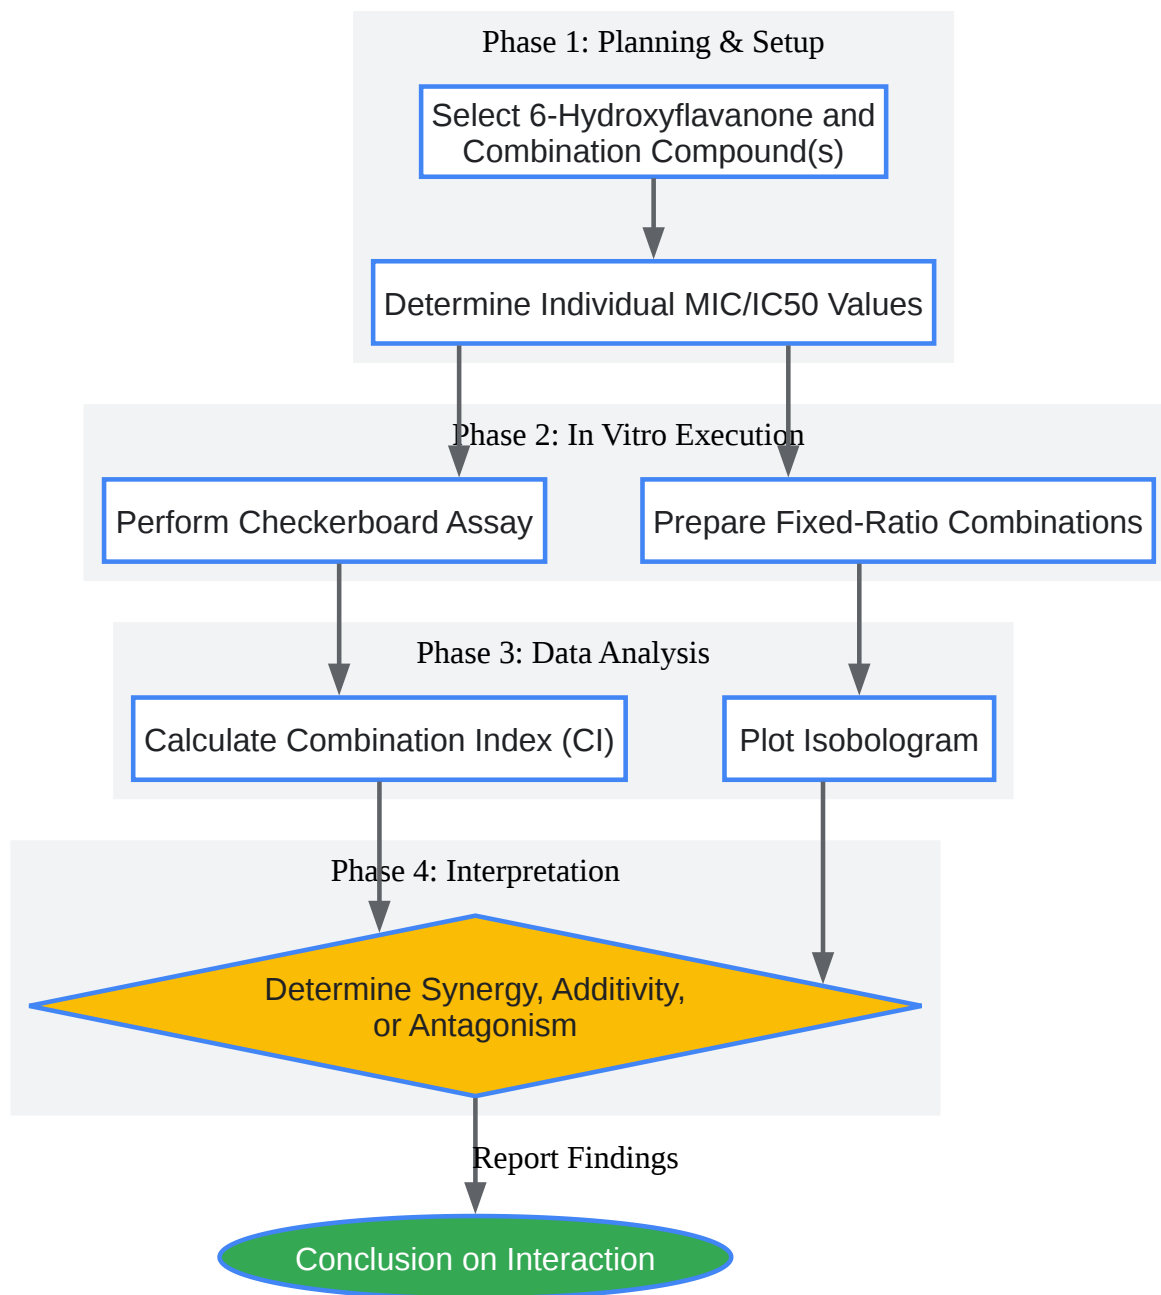 Phase 1: Planning & Setup
Select 6-Hydroxyflavanone and
Combination Compound(s)
Determine Individual MIC/IC50 Values
Phase 2: In Vitro Execution
Perform Checkerboard Assay
Prepare Fixed-Ratio Combinations
Phase 3: Data Analysis
Calculate Combination Index (CI)
Plot Isobologram
Phase 4: Interpretation
Determine Synergy, Additivity,
or Antagonism
Report Findings
Conclusion on Interaction